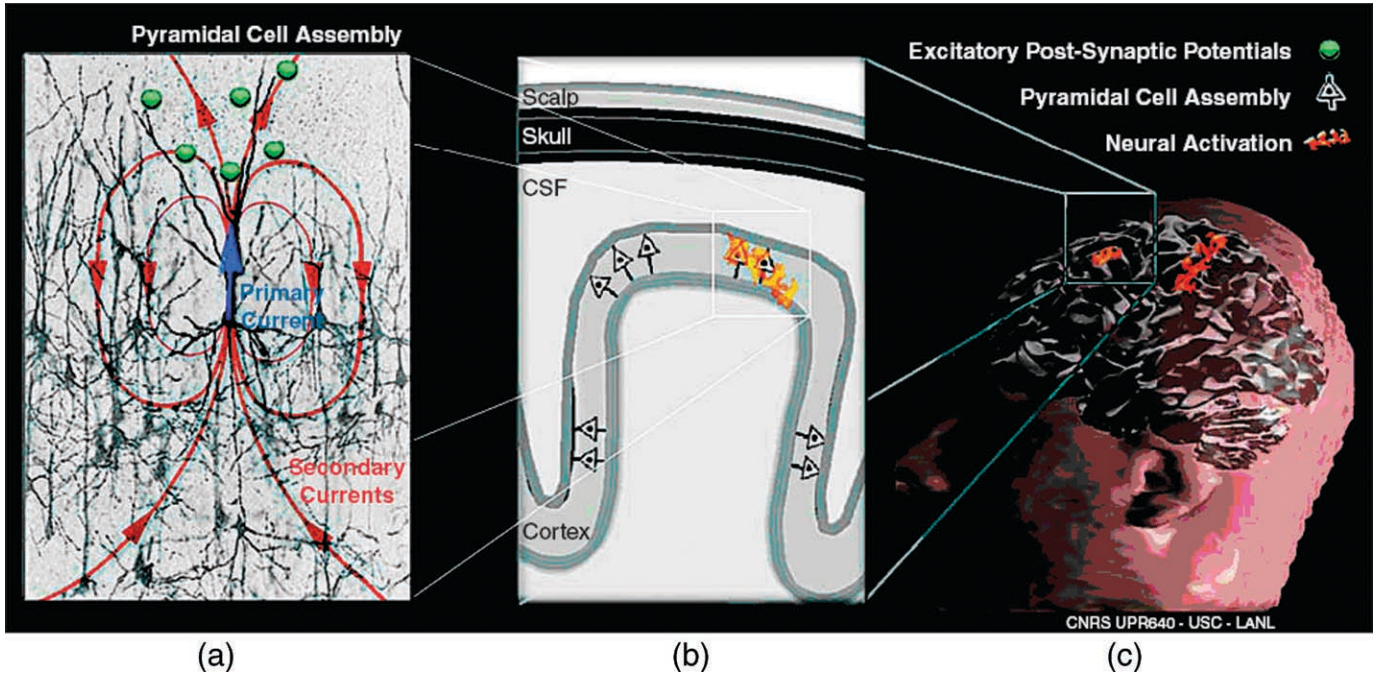 Pyramidal Cell Assembly
Primary
Current
Secondary
Currents
Scalp
Skull
CSF
Cortex
Excitatory Post-Synaptic Potentials
Pyramidal Cell Assembly
Neural Activation
CNRS UPR640 - USC - LANL
(a)
(b)
(c)